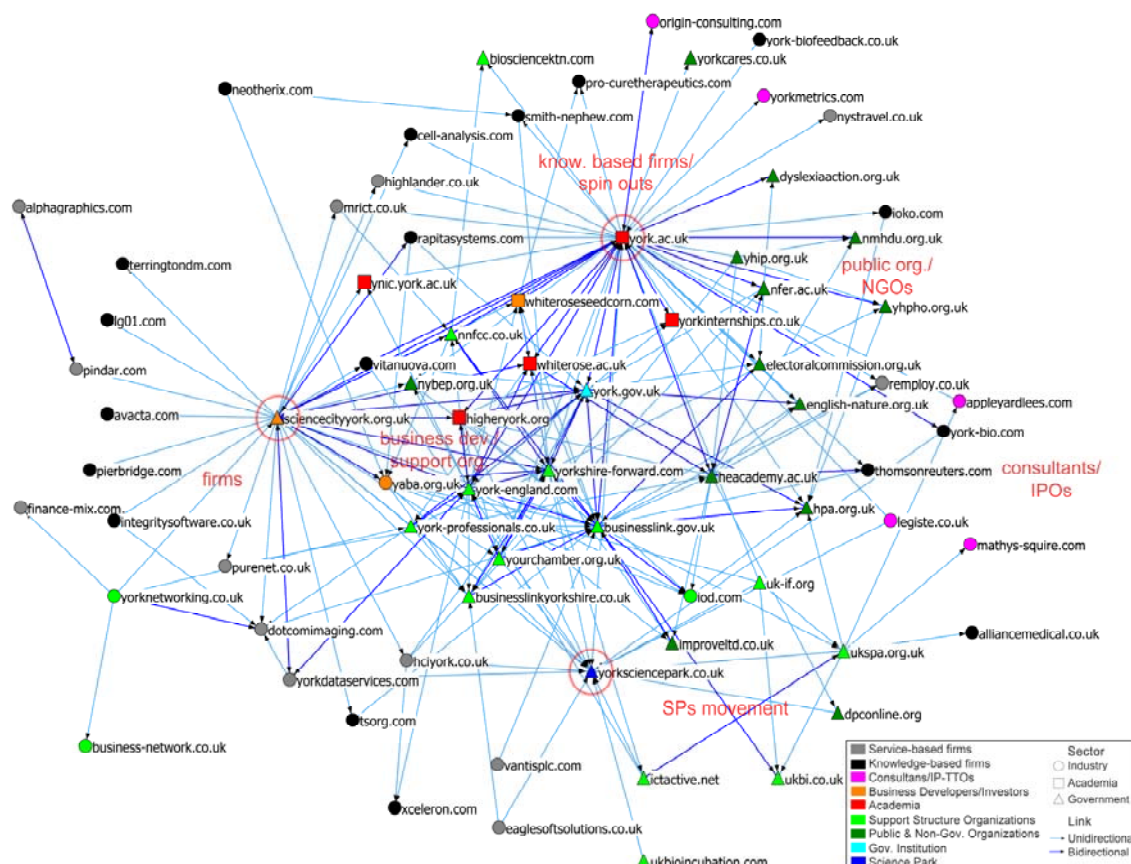 origin-consulting.com
york-biofeedback.co.uk
biosciencektn.com
yorkcares.co.uk
neotherix.com
pro-curetherapeutics.com
yorkmetrics.com
smith-nephew.com
nystravel.co.uk
cell-analysis.com
know. based firms/
spin outs
highlander.co.uk
dyslexiaaction.org.uk
alphagraphics.com
mrict.co.uk
ioko.com
rapitasystems.com
york.ac.uk
nmhdu.org.uk
yhip.org.uk
terringtondm.com
public org./
NGOs
ynic.york.ac.uk
nfer.ac.uk
whiteroseseedcorn.com
yhpho.org.uk
lg01.com
yorkinternships.co.uk
nnfcc.co.uk
pindar.com
vitanuova.com
whiterose.ac.uk
electoralcommission.org.uk
nybep.org.uk
york.gov.uk
remploy.co.uk
appleyardlees.com
english-nature.org.uk
avacta.com
sciencecityyork.org.uk
higheryork.org
york-bio.com
business dev./
support org.
pierbridge.com
firms
yorkshire-forward.com
heacademy.ac.uk
thomsonreuters.com
consultants/
IPOs
yaba.org.uk
york-england.com
finance-mix.com
hpa.org.uk
integritysoftware.co.uk
york-professionals.co.uk
businesslink.gov.uk
legiste.co.uk
mathys-squire.com
purenet.co.uk
yourchamber.org.uk
uk-if.org
yorknetworking.co.uk
businesslinkyorkshire.co.uk
iod.com
dotcomimaging.com
alliancemedical.co.uk
improveltd.co.uk
ukspa.org.uk
hciyork.co.uk
yorksciencepark.co.uk
yorkdataservices.com
SPs movement
tsorg.com
dpconline.org
business-network.co.uk
vantisplc.com
ictactive.net
ukbi.co.uk
xceleron.com
eaglesoftsolutions.co.uk
ukbioincubation.com
Service-based firms
Knowledge-based firms
Consultans/IP-TTOs
Business Developers/Investors
Academia
Support Structure Organizations
Public & Non-Gov. Organizations
Gov. Institution
Science Park
Sector
Industry
Academia
Government
Link
Unidirectional
Bidirectional